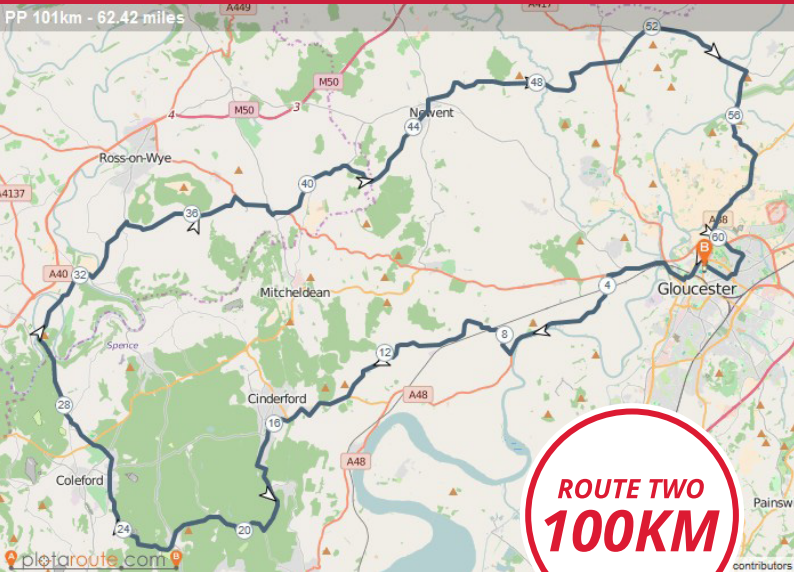 PP 101km - 62.42 miles
A449
A417
52
M50
48
M50
3
4
Newent
44
56
Ross-on-Wye
A4137
40
36
A38
60
B
A40
32
Gloucester
4
Mitcheldean
8
Spence
12
Cinderford
A48
28
16
A48
Coleford
ROUTE TWO
100KM
Painsw
24
20
A plotaroute.com B
contributors